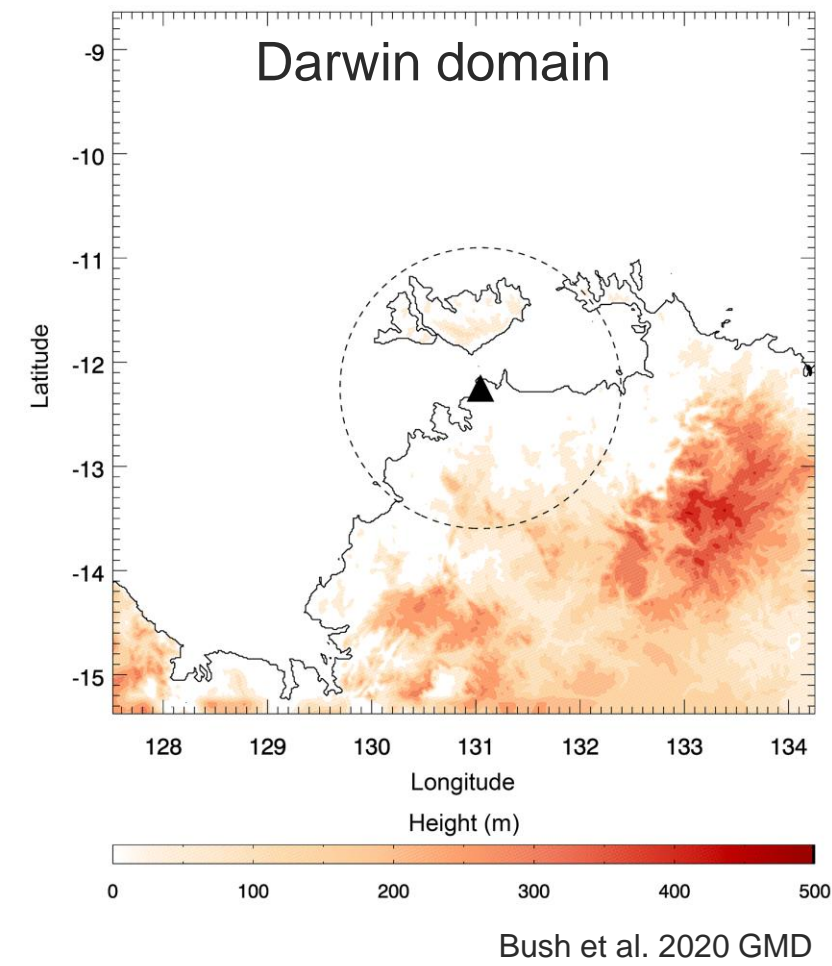 Darwin domain
-9
-10
-11
-12
-13
-14
-15
Latitude
128 129 130 131 132 133 134
Longitude
Height (m)
0 100 200 300 400 500
Bush et al. 2020 GMD